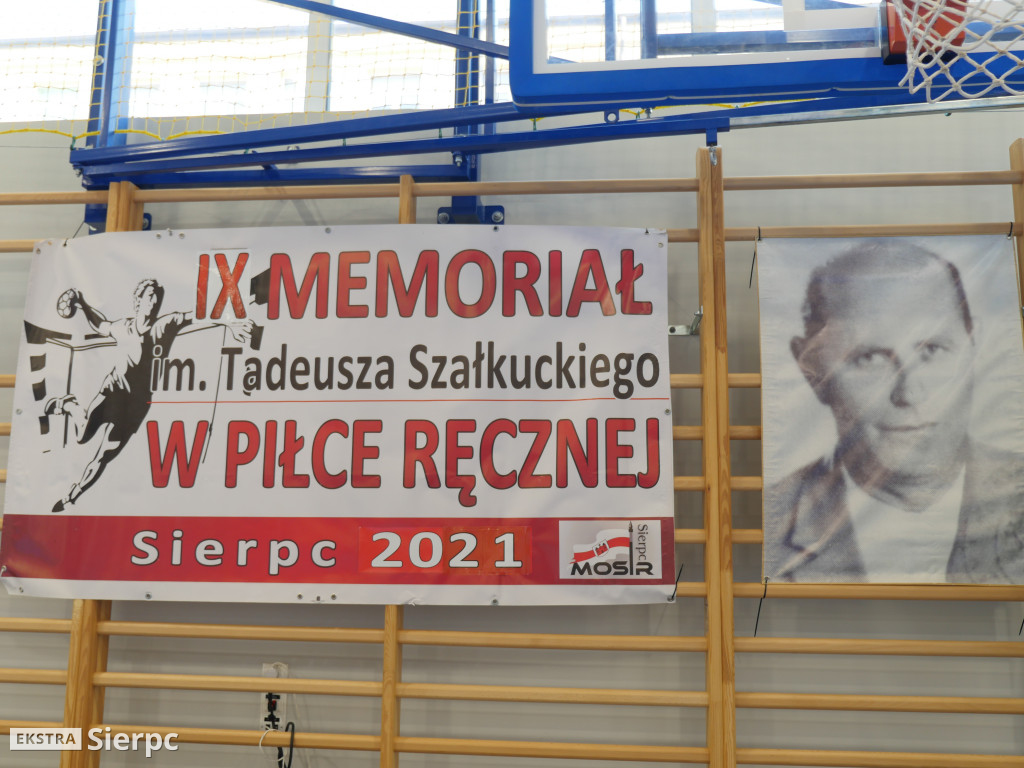 IX MEMORIAŁ
im. Tadeusza Szałkuckiego
W PIŁCE RĘCZNEJ
Sierpc 2021
Sierpc
MOSiR
EKSTRA Sierpc